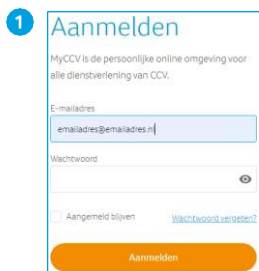 1
Aanmelden
MyCCV is de persoonlijke online omgeving voor
alle dienstverlening van CCV.
E-mailadres
emailadres@emailadres.nl
Wachtwoord
Aangemeld blijven Wachtwoord vergeten?
Aanmelden